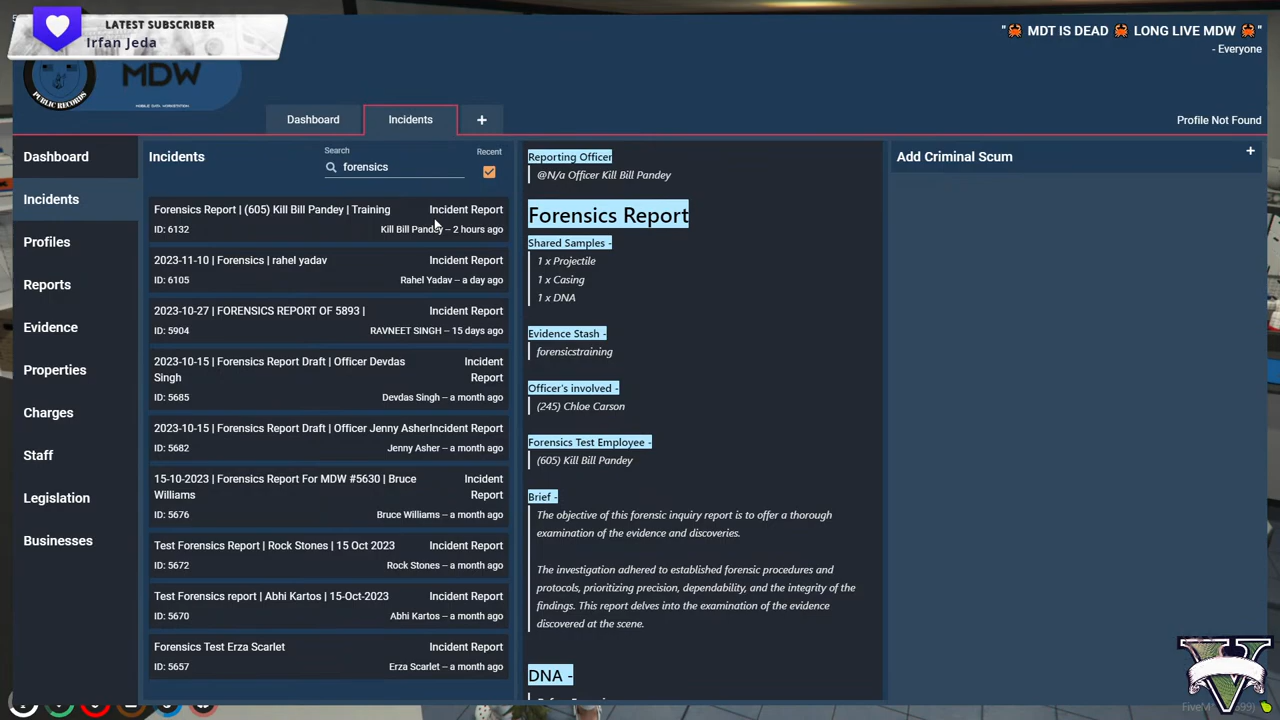 LATEST SUBSCRIBER
Irfan Jeda
" MDT IS DEAD LONG LIVE MDW "
- Everyone
PUBLIC RECORDS
MDW
MOBILE DATA WORKSTATION
Dashboard
Incidents
+
Profile Not Found
Dashboard
Incidents
Profiles
Reports
Evidence
Properties
Charges
Staff
Legislation
Businesses
Incidents
Search
forensics
Recent
Forensics Report | (605) Kill Bill Pandey | Training
Incident Report
ID: 6132
Kill Bill Pandey – 2 hours ago
2023-11-10 | Forensics | rahel yadav
Incident Report
ID: 6105
Rahel Yadav – a day ago
2023-10-27 | FORENSICS REPORT OF 5893 |
Incident Report
ID: 5904
RAVNEET SINGH – 15 days ago
2023-10-15 | Forensics Report Draft | Officer Devdas
Singh
Incident
Report
ID: 5685
Devdas Singh – a month ago
2023-10-15 | Forensics Report Draft | Officer Jenny Asher
Incident Report
ID: 5682
Jenny Asher – a month ago
15-10-2023 | Forensics Report For MDW #5630 | Bruce
Williams
Incident
Report
ID: 5676
Bruce Williams – a month ago
Test Forensics Report | Rock Stones | 15 Oct 2023
Incident Report
ID: 5672
Rock Stones – a month ago
Test Forensics report | Abhi Kartos | 15-Oct-2023
Incident Report
ID: 5670
Abhi Kartos – a month ago
Forensics Test Erza Scarlet
Incident Report
ID: 5657
Erza Scarlet – a month ago
Reporting Officer
@N/a Officer Kill Bill Pandey
Forensics Report
Shared Samples -
1 x Projectile
1 x Casing
1 x DNA
Evidence Stash -
forensicstraining
Officer's involved -
(245) Chloe Carson
Forensics Test Employee -
(605) Kill Bill Pandey
Brief -
The objective of this forensic inquiry report is to offer a thorough
examination of the evidence and discoveries.
The investigation adhered to established forensic procedures and
protocols, prioritizing precision, dependability, and the integrity of the
findings. This report delves into the examination of the evidence
discovered at the scene.
DNA -
Add Criminal Scum
+
V
FiveM